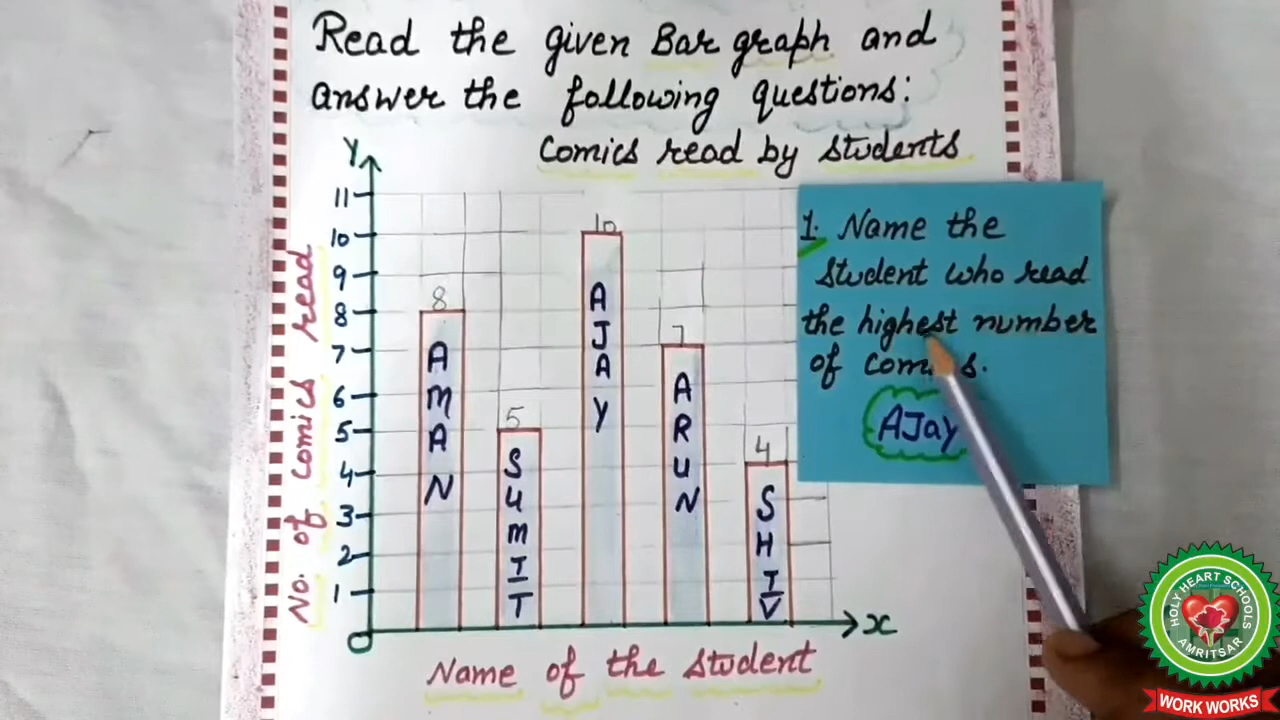 Read the given Bar graph and
answer the following questions:
Comics read by students
Y
11
10
9
8
7
6
5
4
3
2
1
O
No. of comics read
8
AMAN
5
SUMIT
10
AJAY
7
ARUN
4
SHIV
x
Name of the student
1. Name the
student who read
the highest number
of
AJay
HOLY HEART SCHOOLS
AMRITSAR
WORK WORKS